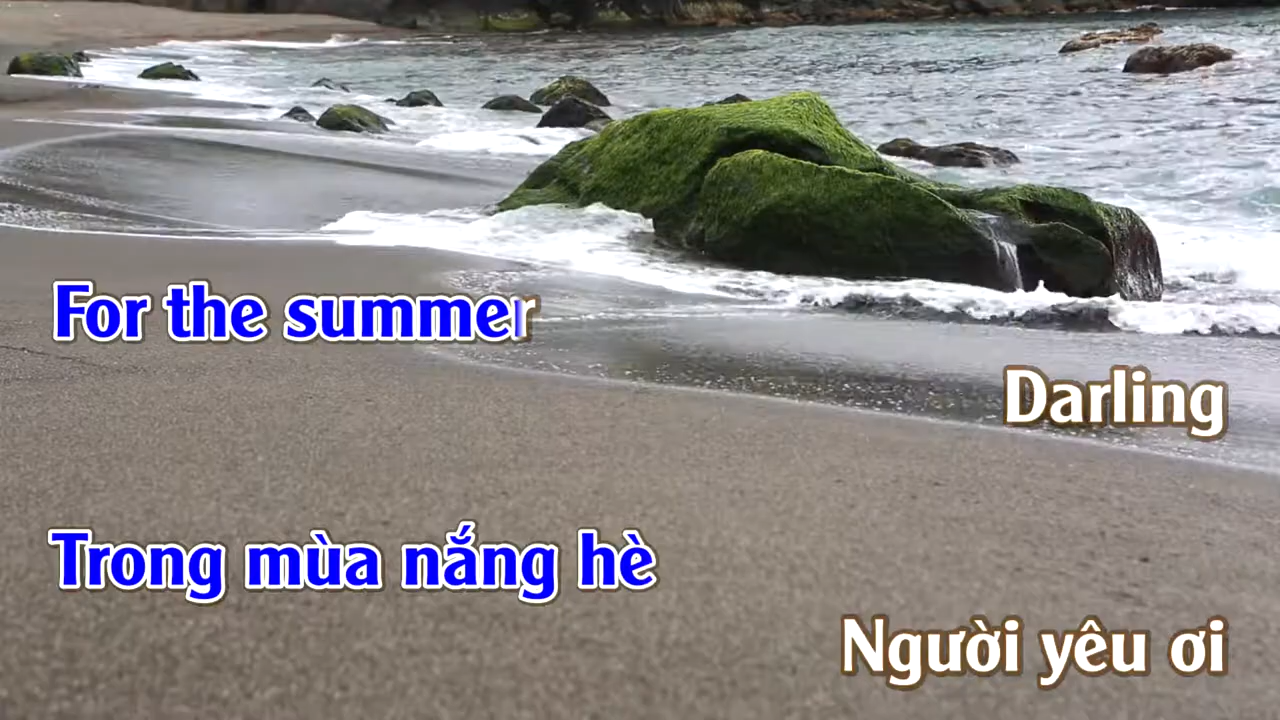 For the summer
Darling
Trong mùa nắng hè
Người yêu ơi